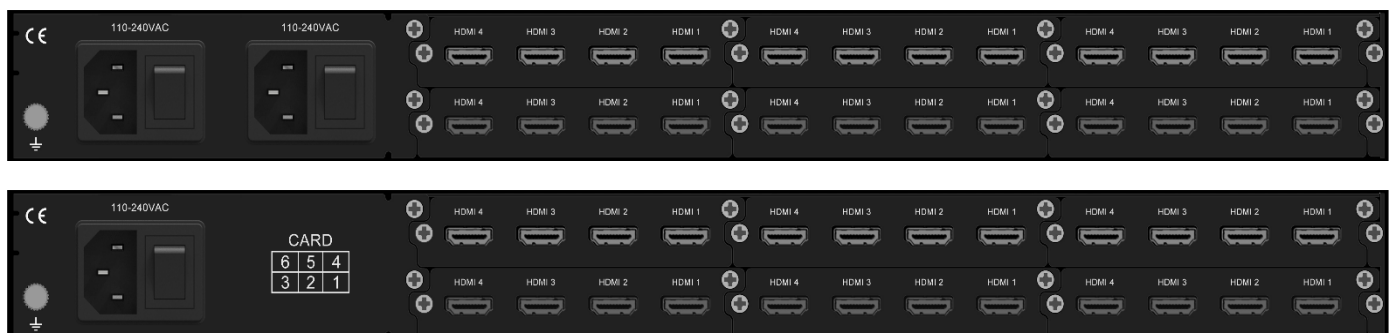 CE 110-240VAC 110-240VAC HDMI 4 HDMI 3 HDMI 2 HDMI 1 HDMI 4 HDMI 3 HDMI 2 HDMI 1 HDMI 4 HDMI 3 HDMI 2 HDMI 1
HDMI 4 HDMI 3 HDMI 2 HDMI 1 HDMI 4 HDMI 3 HDMI 2 HDMI 1 HDMI 4 HDMI 3 HDMI 2 HDMI 1
CE 110-240VAC HDMI 4 HDMI 3 HDMI 2 HDMI 1 HDMI 4 HDMI 3 HDMI 2 HDMI 1 HDMI 4 HDMI 3 HDMI 2 HDMI 1
CARD
6 5 4
3 2 1
HDMI 4 HDMI 3 HDMI 2 HDMI 1 HDMI 4 HDMI 3 HDMI 2 HDMI 1 HDMI 4 HDMI 3 HDMI 2 HDMI 1